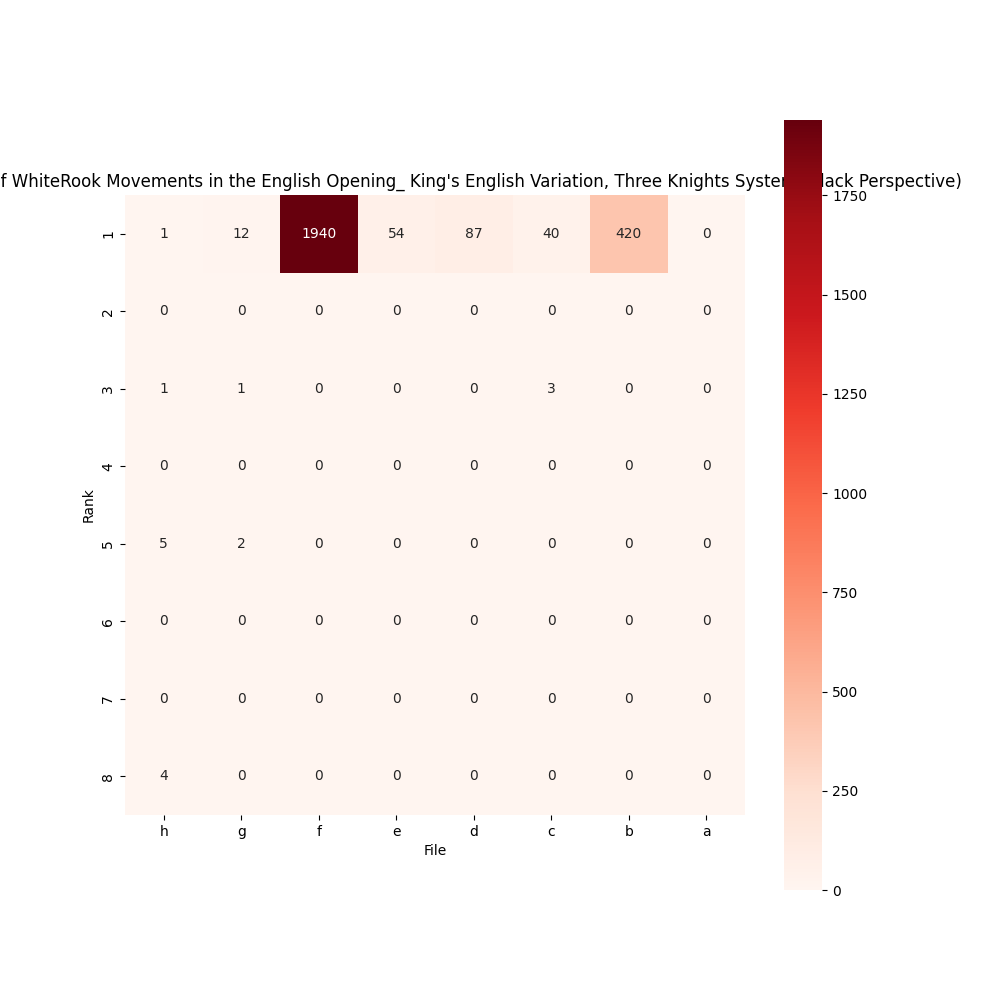 f WhiteRook Movements in the English Opening_ King's English Variation, Three Knights System lack Perspective)
1 1 12 1940 54 87 40 420 0
2 0 0 0 0 0 0 0 0
3 1 1 0 0 0 3 0 0
4 0 0 0 0 0 0 0 0
5 5 2 0 0 0 0 0 0
6 0 0 0 0 0 0 0 0
7 0 0 0 0 0 0 0 0
8 4 0 0 0 0 0 0 0
Rank
h g f e d c b a
File
1750
1500
1250
1000
750
500
250
0